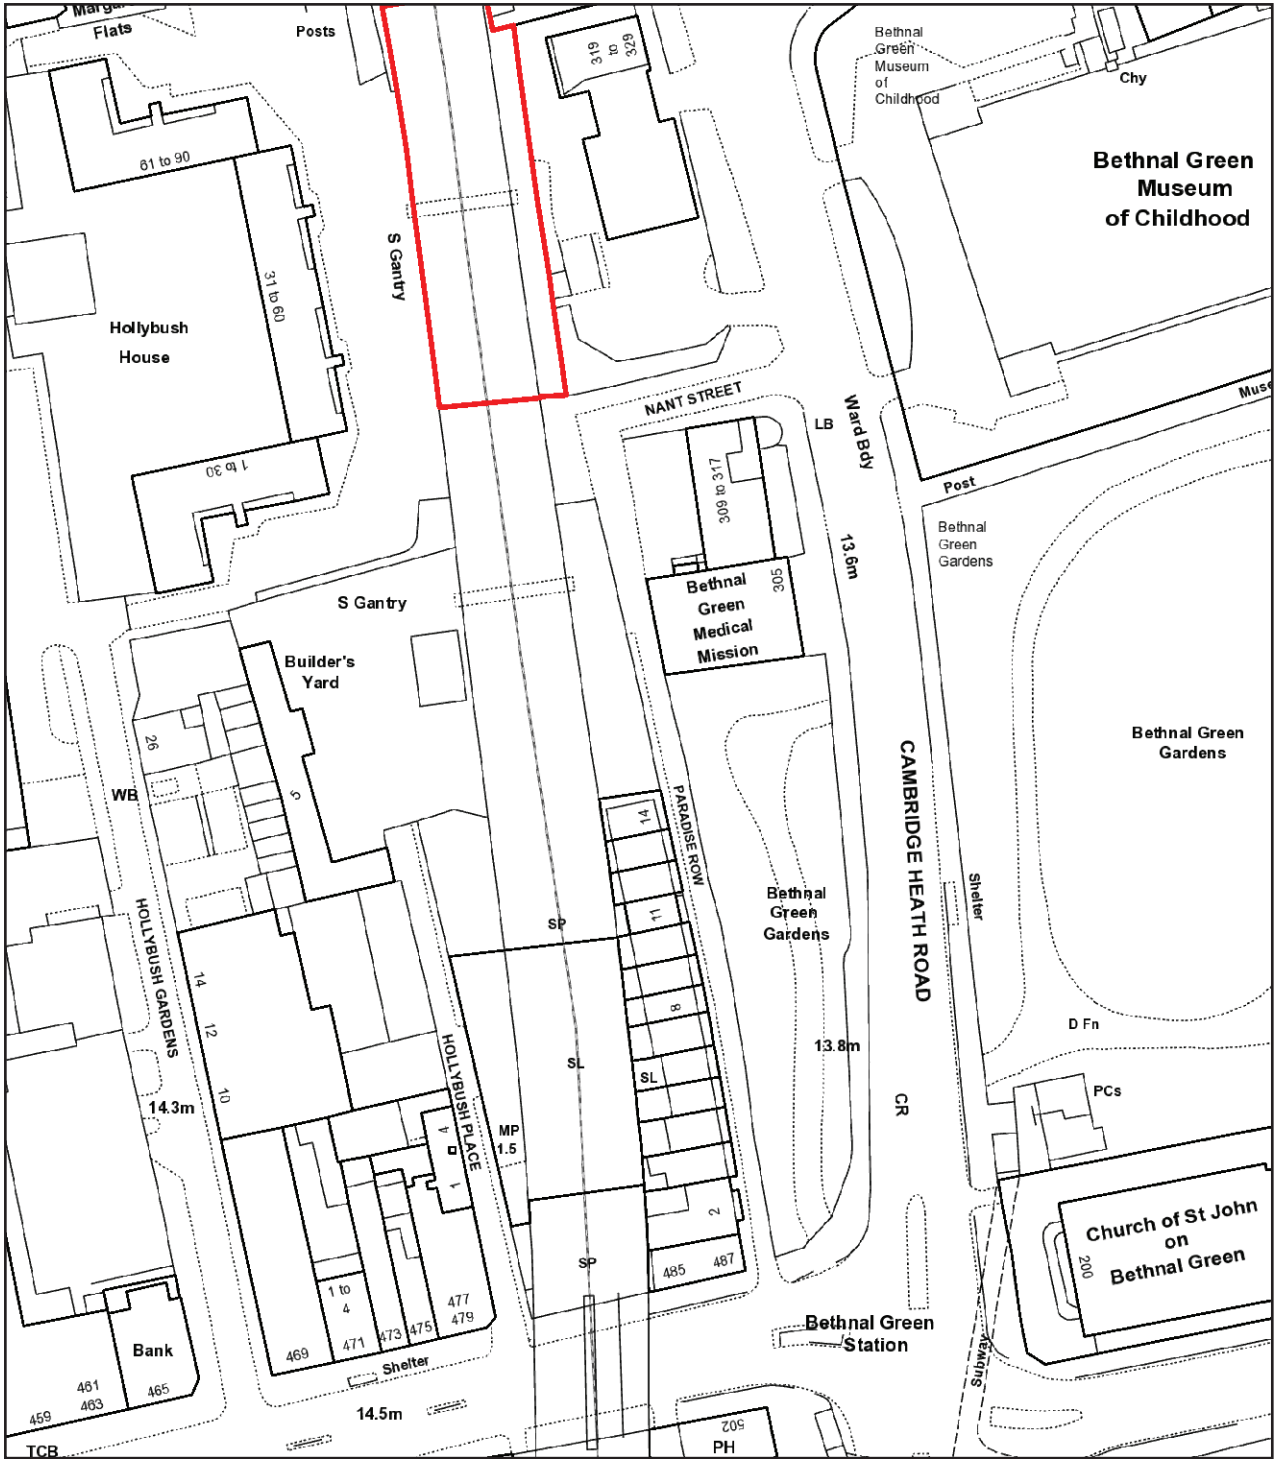 Flats
Posts
319
to
329
Bethnal
Green
Museum
of
Childhood
Chy
Bethnal Green
Museum
of Childhood
61 to 90
S Gantry
31 to 60
Hollybush
House
NANT STREET
LB
Ward Bdy
Post
1 to 30
309 to 317
Bethnal
Green
Gardens
13.6m
S Gantry
Bethnal
Green
Medical
Mission
305
Builder's
Yard
26
WB
5
PARADISE ROW
14
CAMBRIDGE HEATH ROAD
Bethnal Green
Gardens
Shelter
Bethnal
Green
Gardens
11
SP
HOLLYBUSH GARDENS
14
12
10
8
D Fn
13.8m
SL
SL
HOLLYBUSH PLACE
14.3m
CR
PCs
MP
1.5
4
1
2
Church of St John
on
Bethnal Green
200
SP
485
487
1 to
4
477
479
469
471
473
475
Bethnal Green
Station
Subway
Bank
Shelter
461
463
465
459
14.5m
502
PH
TCB